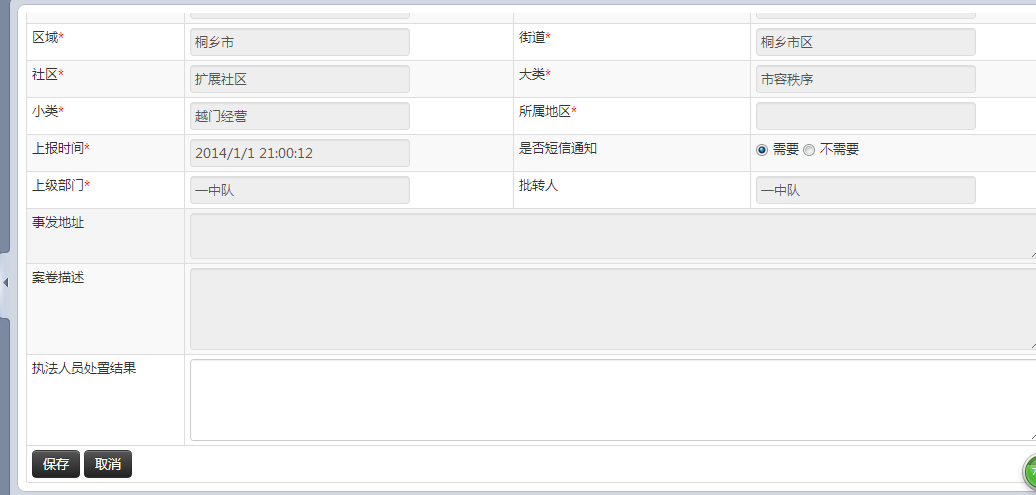 区域* 桐乡市 街道* 桐乡市区
社区* 扩展社区 大类* 市容秩序
小类* 越门经营 所属地区*
上报时间* 2014/1/1 21:00:12 是否短信通知 需要 不需要
上级部门* 一中队 批转人 一中队
事发地址
案卷描述
执法人员处置结果
保存 取消